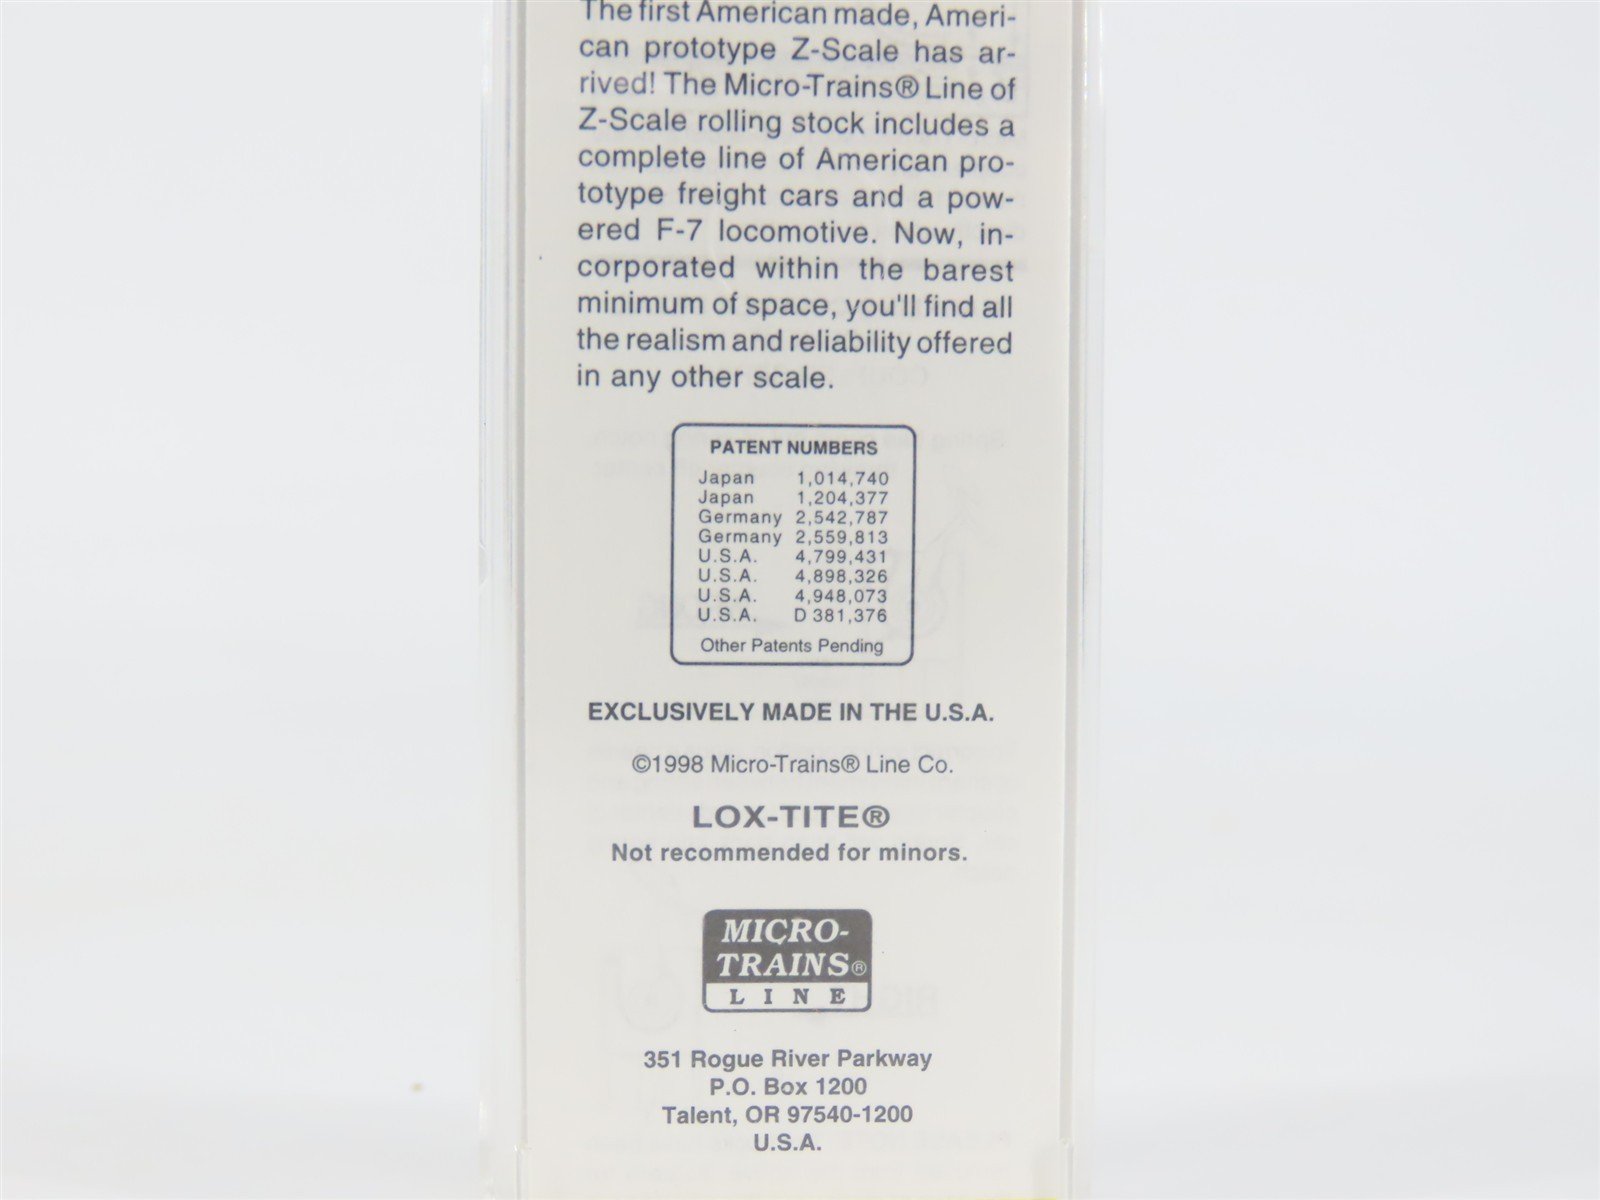 The first American made, Ameri-
can prototype Z-Scale has ar-
rived! The Micro-Trains® Line of
Z-Scale rolling stock includes a
complete line of American pro-
totype freight cars and a pow-
ered F-7 locomotive. Now, in-
corporated within the barest
minimum of space, you'll find all
the realism and reliability offered
in any other scale.
PATENT NUMBERS
Japan 1,014,740
Japan 1,204,377
Germany 2,542,787
Germany 2,559,813
U.S.A. 4,799,431
U.S.A. 4,898,326
U.S.A. 4,948,073
U.S.A. D 381,376
Other Patents Pending
EXCLUSIVELY MADE IN THE U.S.A.
©1998 Micro-Trains® Line Co.
LOX-TITE®
Not recommended for minors.
MICRO-
TRAINS®
LINE
351 Rogue River Parkway
P.O. Box 1200
Talent, OR 97540-1200
U.S.A.